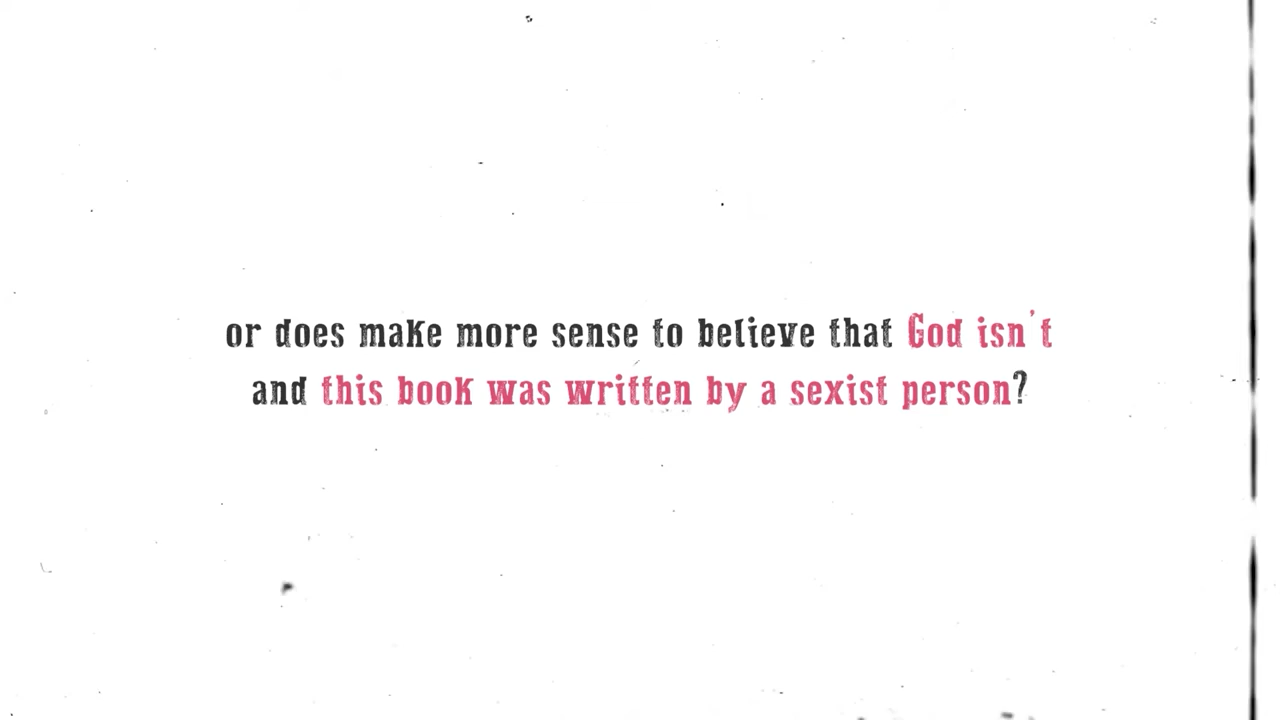 or does make more sense to believe that God isn't
and this book was written by a sexist person?